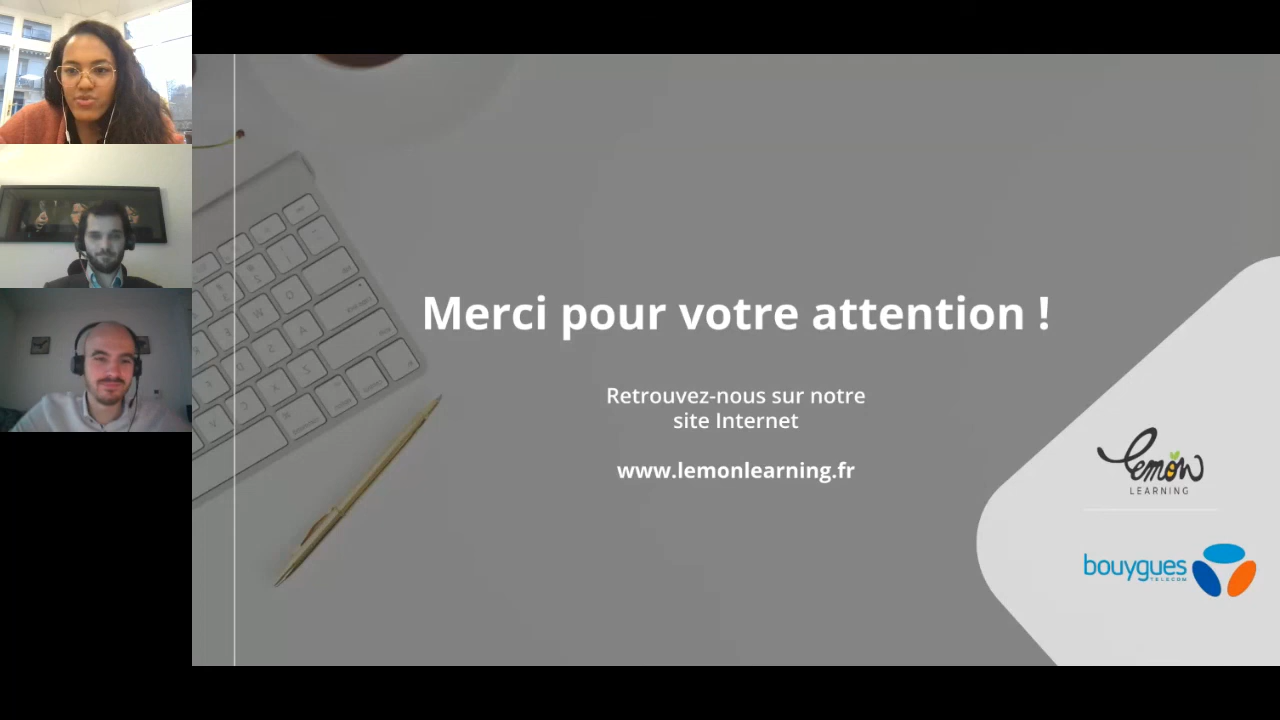 Merci pour votre attention !
Retrouvez-nous sur notre
site Internet
www.lemonlearning.fr
lemon
LEARNING
bouygues
TELECOM